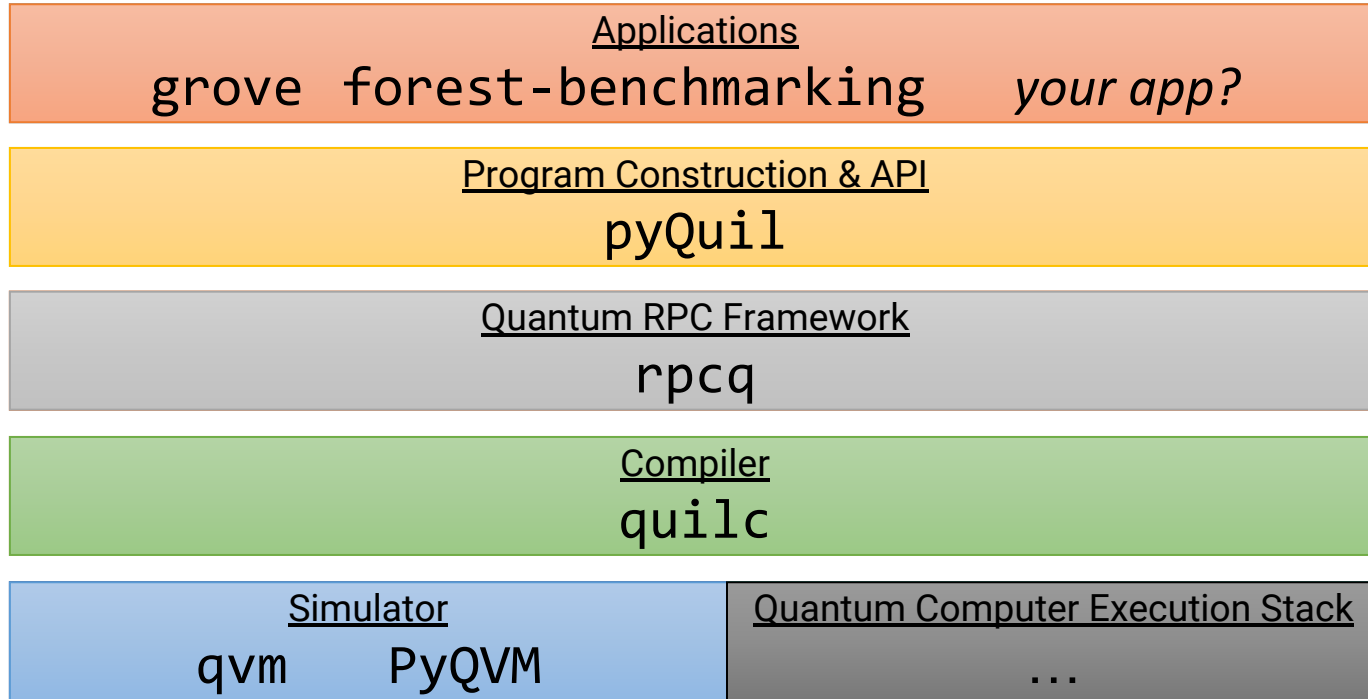 Applications
grove forest-benchmarking your app?
Program Construction & API
pyQuil
Quantum RPC Framework
rpcq
Compiler
quilc
Simulator
qvm PyQVM
Quantum Computer Execution Stack
...